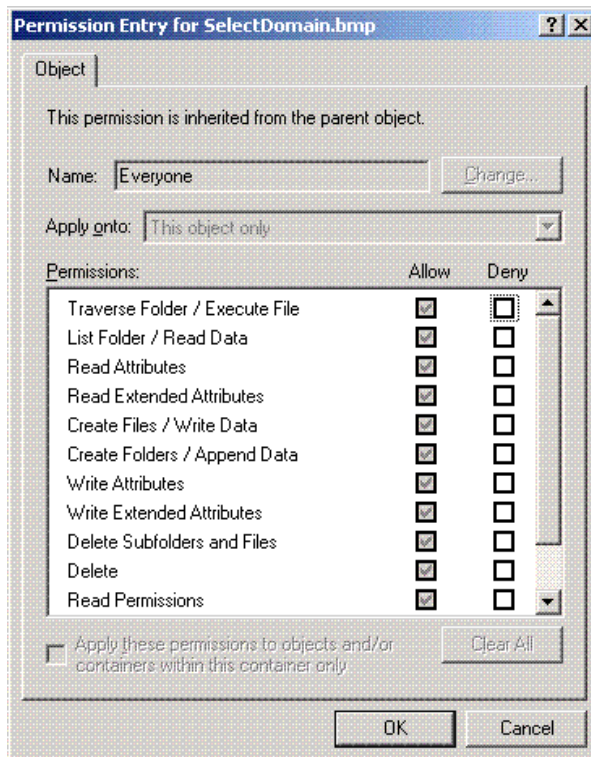 Permission Entry for SelectDomain.bmp
Object
This permission is inherited from the parent object.
Name: Everyone Change...
Apply onto: This object only
Permissions: Allow Deny
Traverse Folder / Execute File
List Folder / Read Data
Read Attributes
Read Extended Attributes
Create Files / Write Data
Create Folders / Append Data
Write Attributes
Write Extended Attributes
Delete Subfolders and Files
Delete
Read Permissions
Apply these permissions to objects and/or
containers within this container only
Clear All
OK Cancel